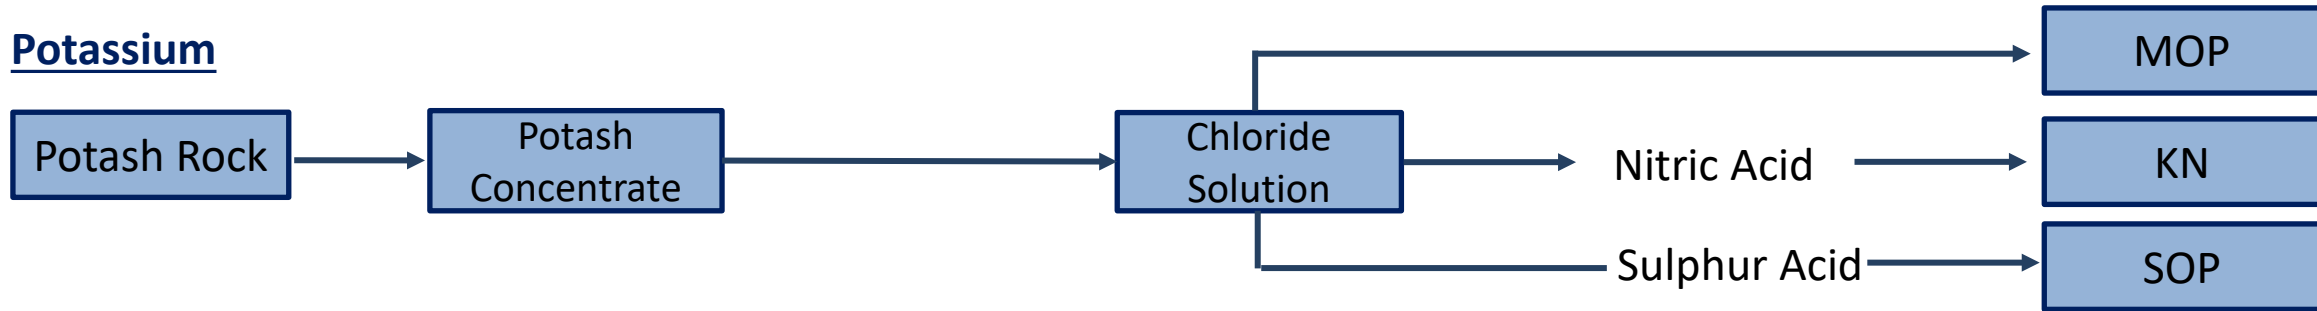 Potassium
Potash Rock
Potash
Concentrate
Chloride
Solution
Nitric Acid
Sulphur Acid
MOP
KN
SOP